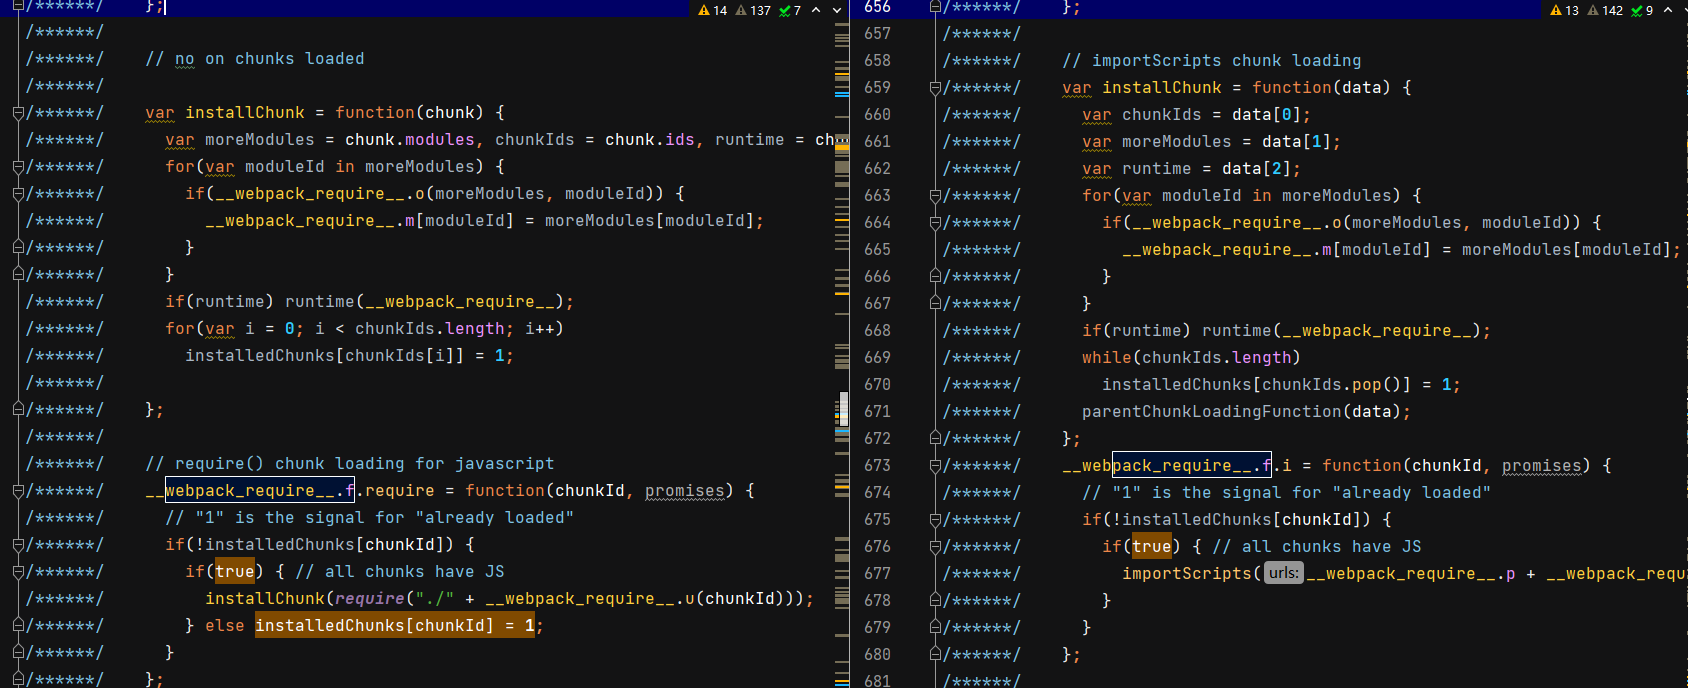 /******/ };
14 137 7
/******/
/******/ // no on chunks loaded
/******/
/******/ var installChunk = function(chunk) {
/******/ var moreModules = chunk.modules, chunkIds = chunk.ids, runtime = ch
/******/ for(var moduleId in moreModules) {
/******/ if(__webpack_require__.o(moreModules, moduleId)) {
/******/ __webpack_require__.m[moduleId] = moreModules[moduleId];
/******/ }
/******/ }
/******/ if(runtime) runtime(__webpack_require__);
/******/ for(var i = 0; i < chunkIds.length; i++)
/******/ installedChunks[chunkIds[i]] = 1;
/******/
/******/ };
/******/
/******/ // require() chunk loading for javascript
/******/ __webpack_require__.f.require = function(chunkId, promises) {
/******/ // "1" is the signal for "already loaded"
/******/ if(!installedChunks[chunkId]) {
/******/ if(true) { // all chunks have JS
/******/ installChunk(require("./" + __webpack_require__.u(chunkId)));
/******/ } else installedChunks[chunkId] = 1;
/******/ }
/******/ };
656 /******/ };
13 142 9
657 /******/
658 /******/ // importScripts chunk loading
659 /******/ var installChunk = function(data) {
660 /******/ var chunkIds = data[0];
661 /******/ var moreModules = data[1];
662 /******/ var runtime = data[2];
663 /******/ for(var moduleId in moreModules) {
664 /******/ if(__webpack_require__.o(moreModules, moduleId)) {
665 /******/ __webpack_require__.m[moduleId] = moreModules[moduleId];
666 /******/ }
667 /******/ }
668 /******/ if(runtime) runtime(__webpack_require__);
669 /******/ while(chunkIds.length)
670 /******/ installedChunks[chunkIds.pop()] = 1;
671 /******/ parentChunkLoadingFunction(data);
672 /******/ };
673 /******/ __webpack_require__.f.i = function(chunkId, promises) {
674 /******/ // "1" is the signal for "already loaded"
675 /******/ if(!installedChunks[chunkId]) {
676 /******/ if(true) { // all chunks have JS
677 /******/ importScripts( urls: __webpack_require__.p + __webpack_requ
678 /******/ }
679 /******/ }
680 /******/ };
681 /******/